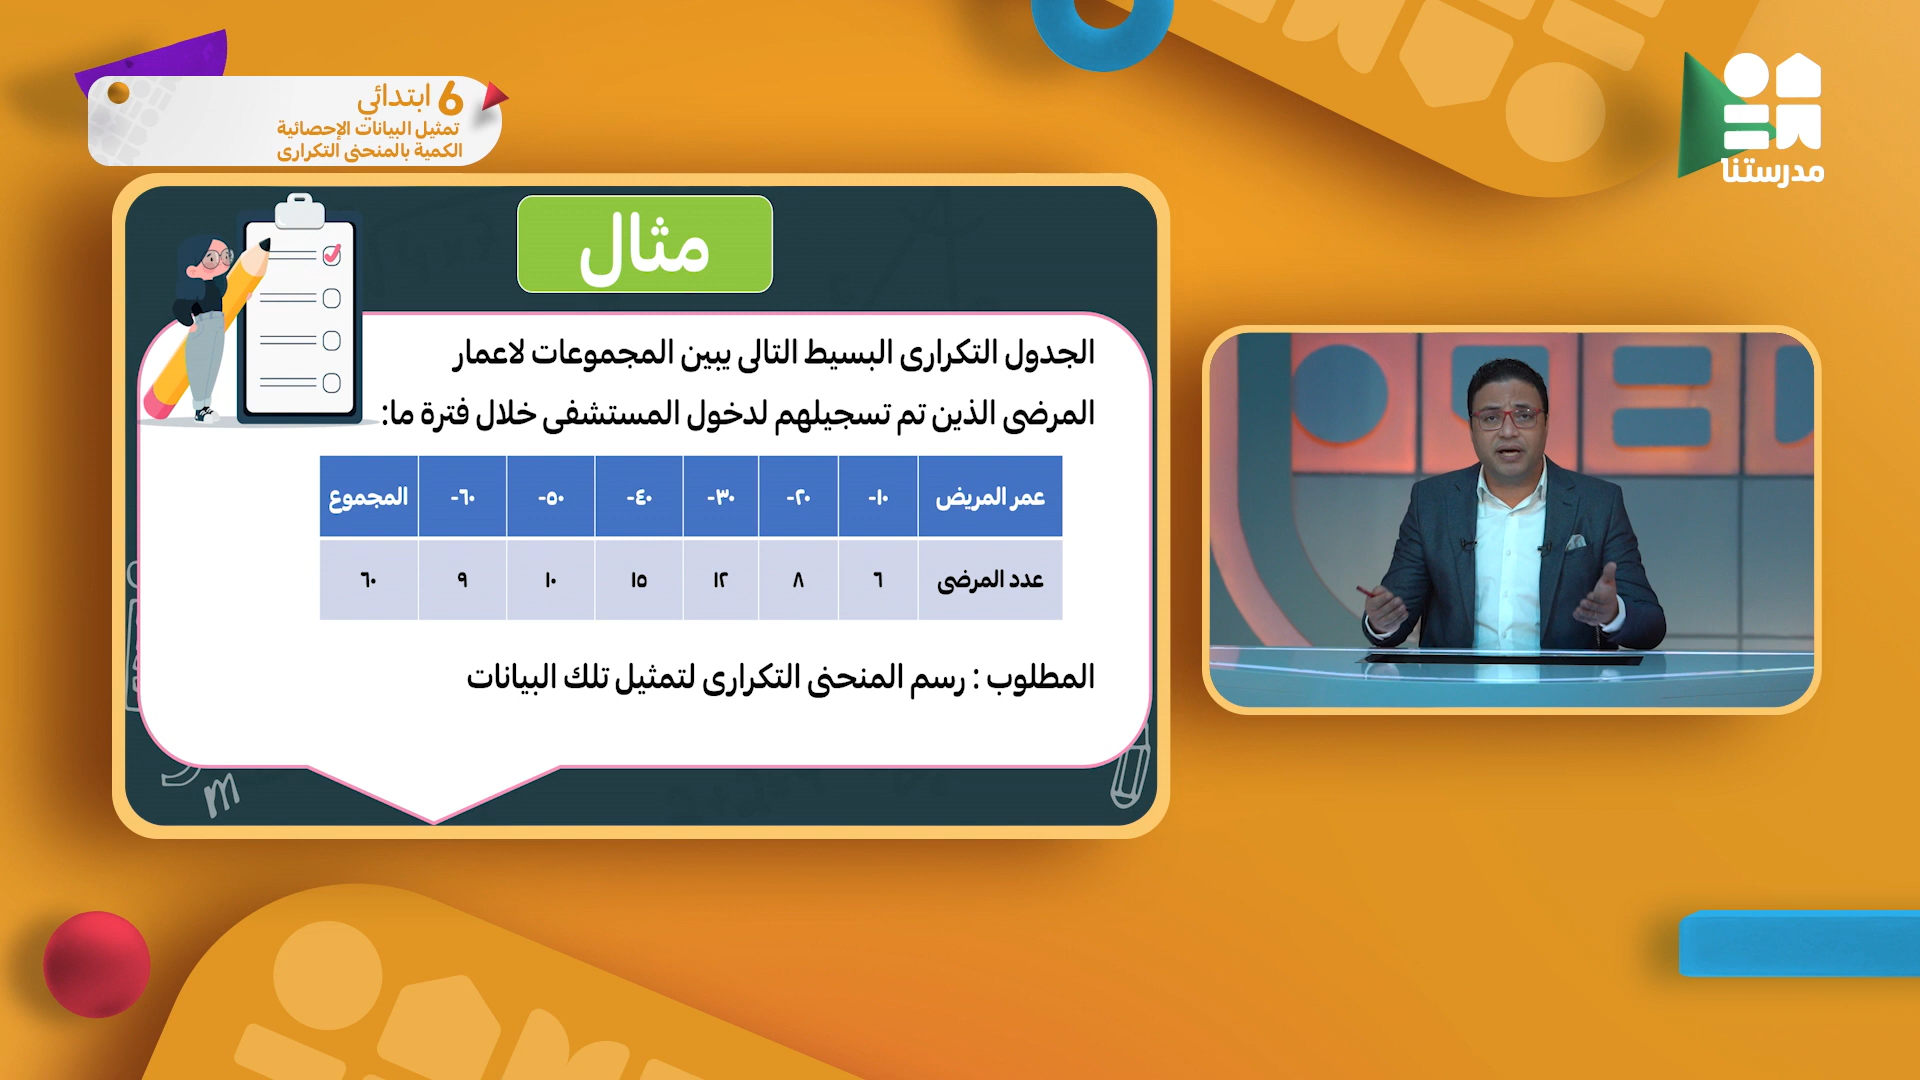 6 ابتدائي
تمثيل البيانات الإحصائية
الكمية بالمنحنى التكرارى
مدرستنا
مثال
الجدول التكرارى البسيط التالى يبين المجموعات لاعمار
المرضى الذين تم تسجيلهم لدخول المستشفى خلال فترة ما:
عمر المريض ١٠- ٢٠- ٣٠- ٤٠- ٥٠- ٦٠- المجموع
عدد المرضى ٦ ٨ ١٢ ١٥ ١٠ ٩ ٦٠
المطلوب : رسم المنحنى التكرارى لتمثيل تلك البيانات
m